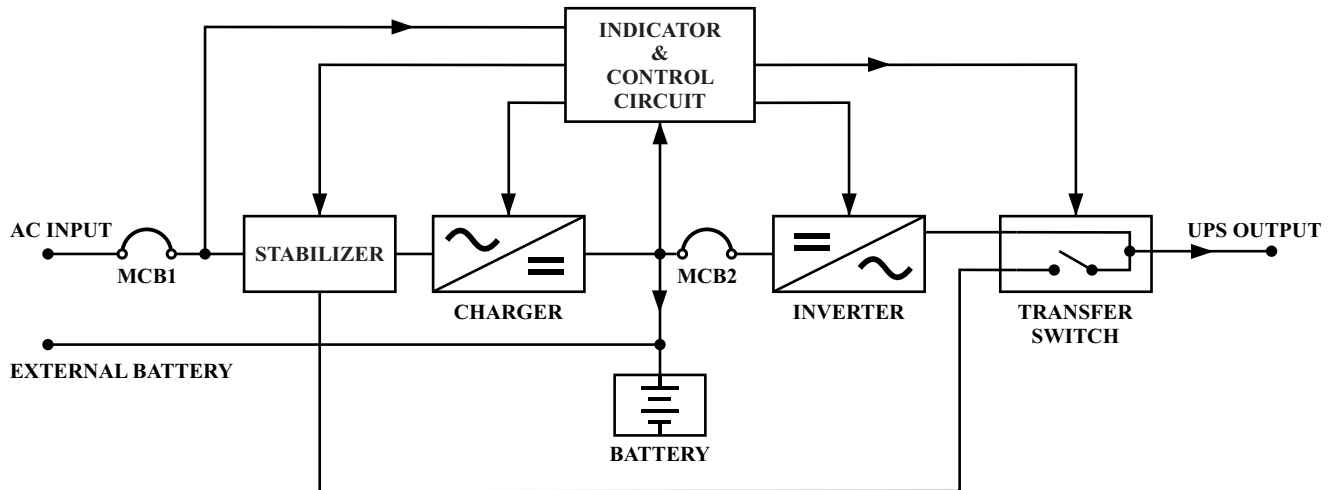 INDICATOR
&
CONTROL
CIRCUIT
AC INPUT
MCB1
STABILIZER
CHARGER
MCB2
INVERTER
TRANSFER
SWITCH
UPS OUTPUT
EXTERNAL BATTERY
BATTERY